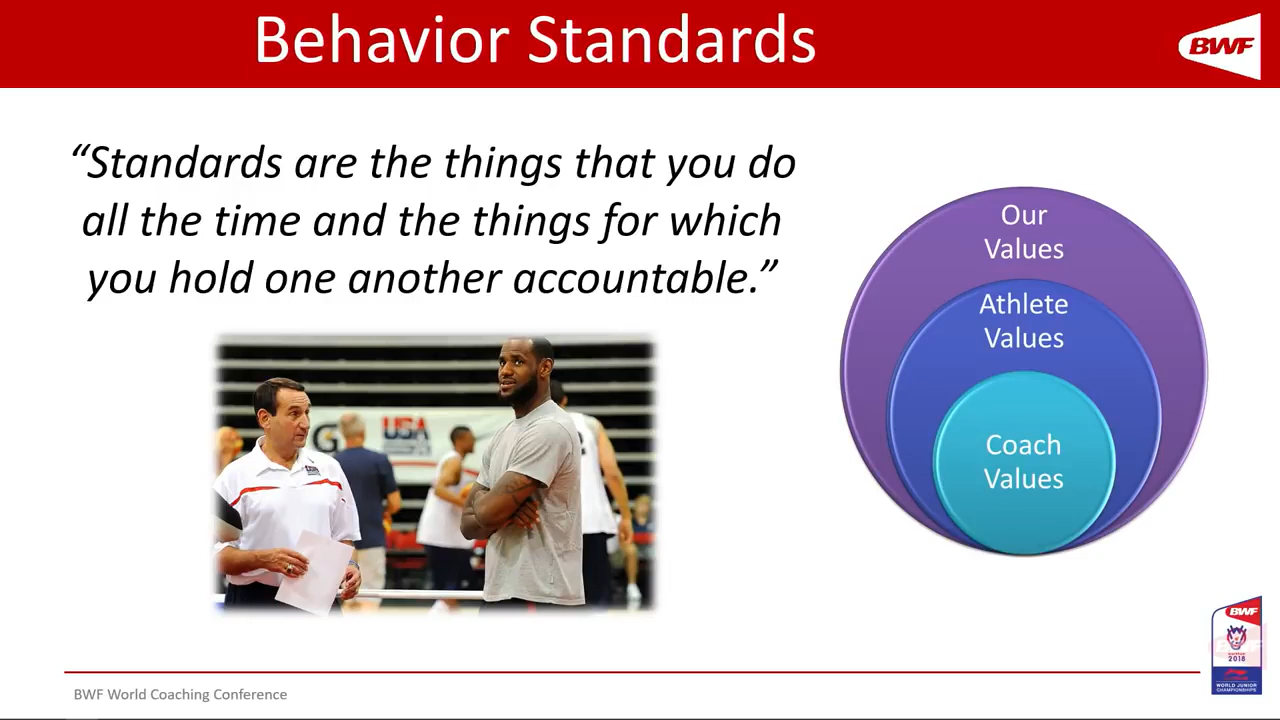 Behavior Standards
BWF
“Standards are the things that you do
all the time and the things for which
you hold one another accountable.”
Our
Values
Athlete
Values
Coach
Values
G
USA
BWF
2018
WORLD JUNIOR
CHAMPIONSHIPS
BWF World Coaching Conference